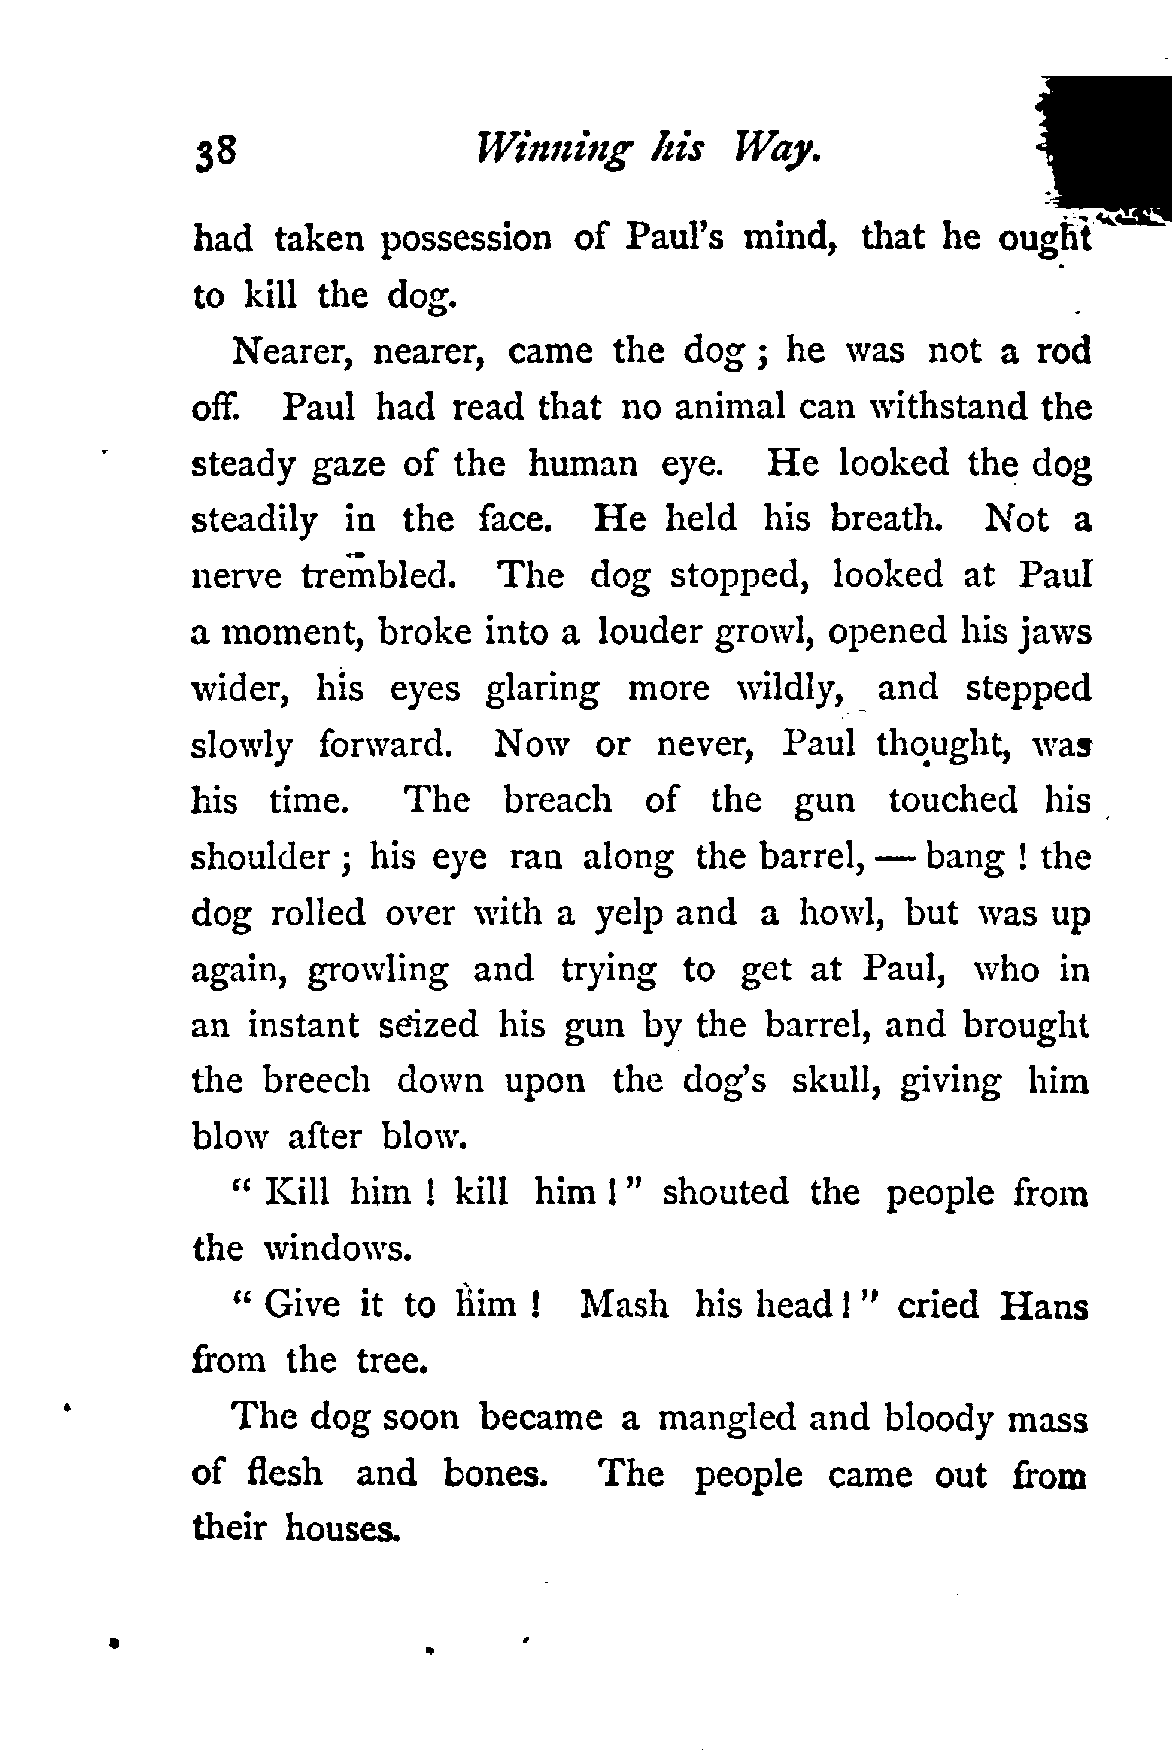 38 Winning his Way.
had taken possession of Paul's mind, that he ought
to kill the dog.
Nearer, nearer, came the dog ; he was not a rod
off. Paul had read that no animal can withstand the
steady gaze of the human eye. He looked the dog
steadily in the face. He held his breath. Not a
nerve trembled. The dog stopped, looked at Paul
a moment, broke into a louder growl, opened his jaws
wider, his eyes glaring more wildly, and stepped
slowly forward. Now or never, Paul thought, was
his time. The breach of the gun touched his
shoulder ; his eye ran along the barrel, — bang ! the
dog rolled over with a yelp and a howl, but was up
again, growling and trying to get at Paul, who in
an instant seized his gun by the barrel, and brought
the breech down upon the dog's skull, giving him
blow after blow.
" Kill him ! kill him ! " shouted the people from
the windows.
" Give it to him ! Mash his head ! " cried Hans
from the tree.
The dog soon became a mangled and bloody mass
of flesh and bones. The people came out from
their houses.